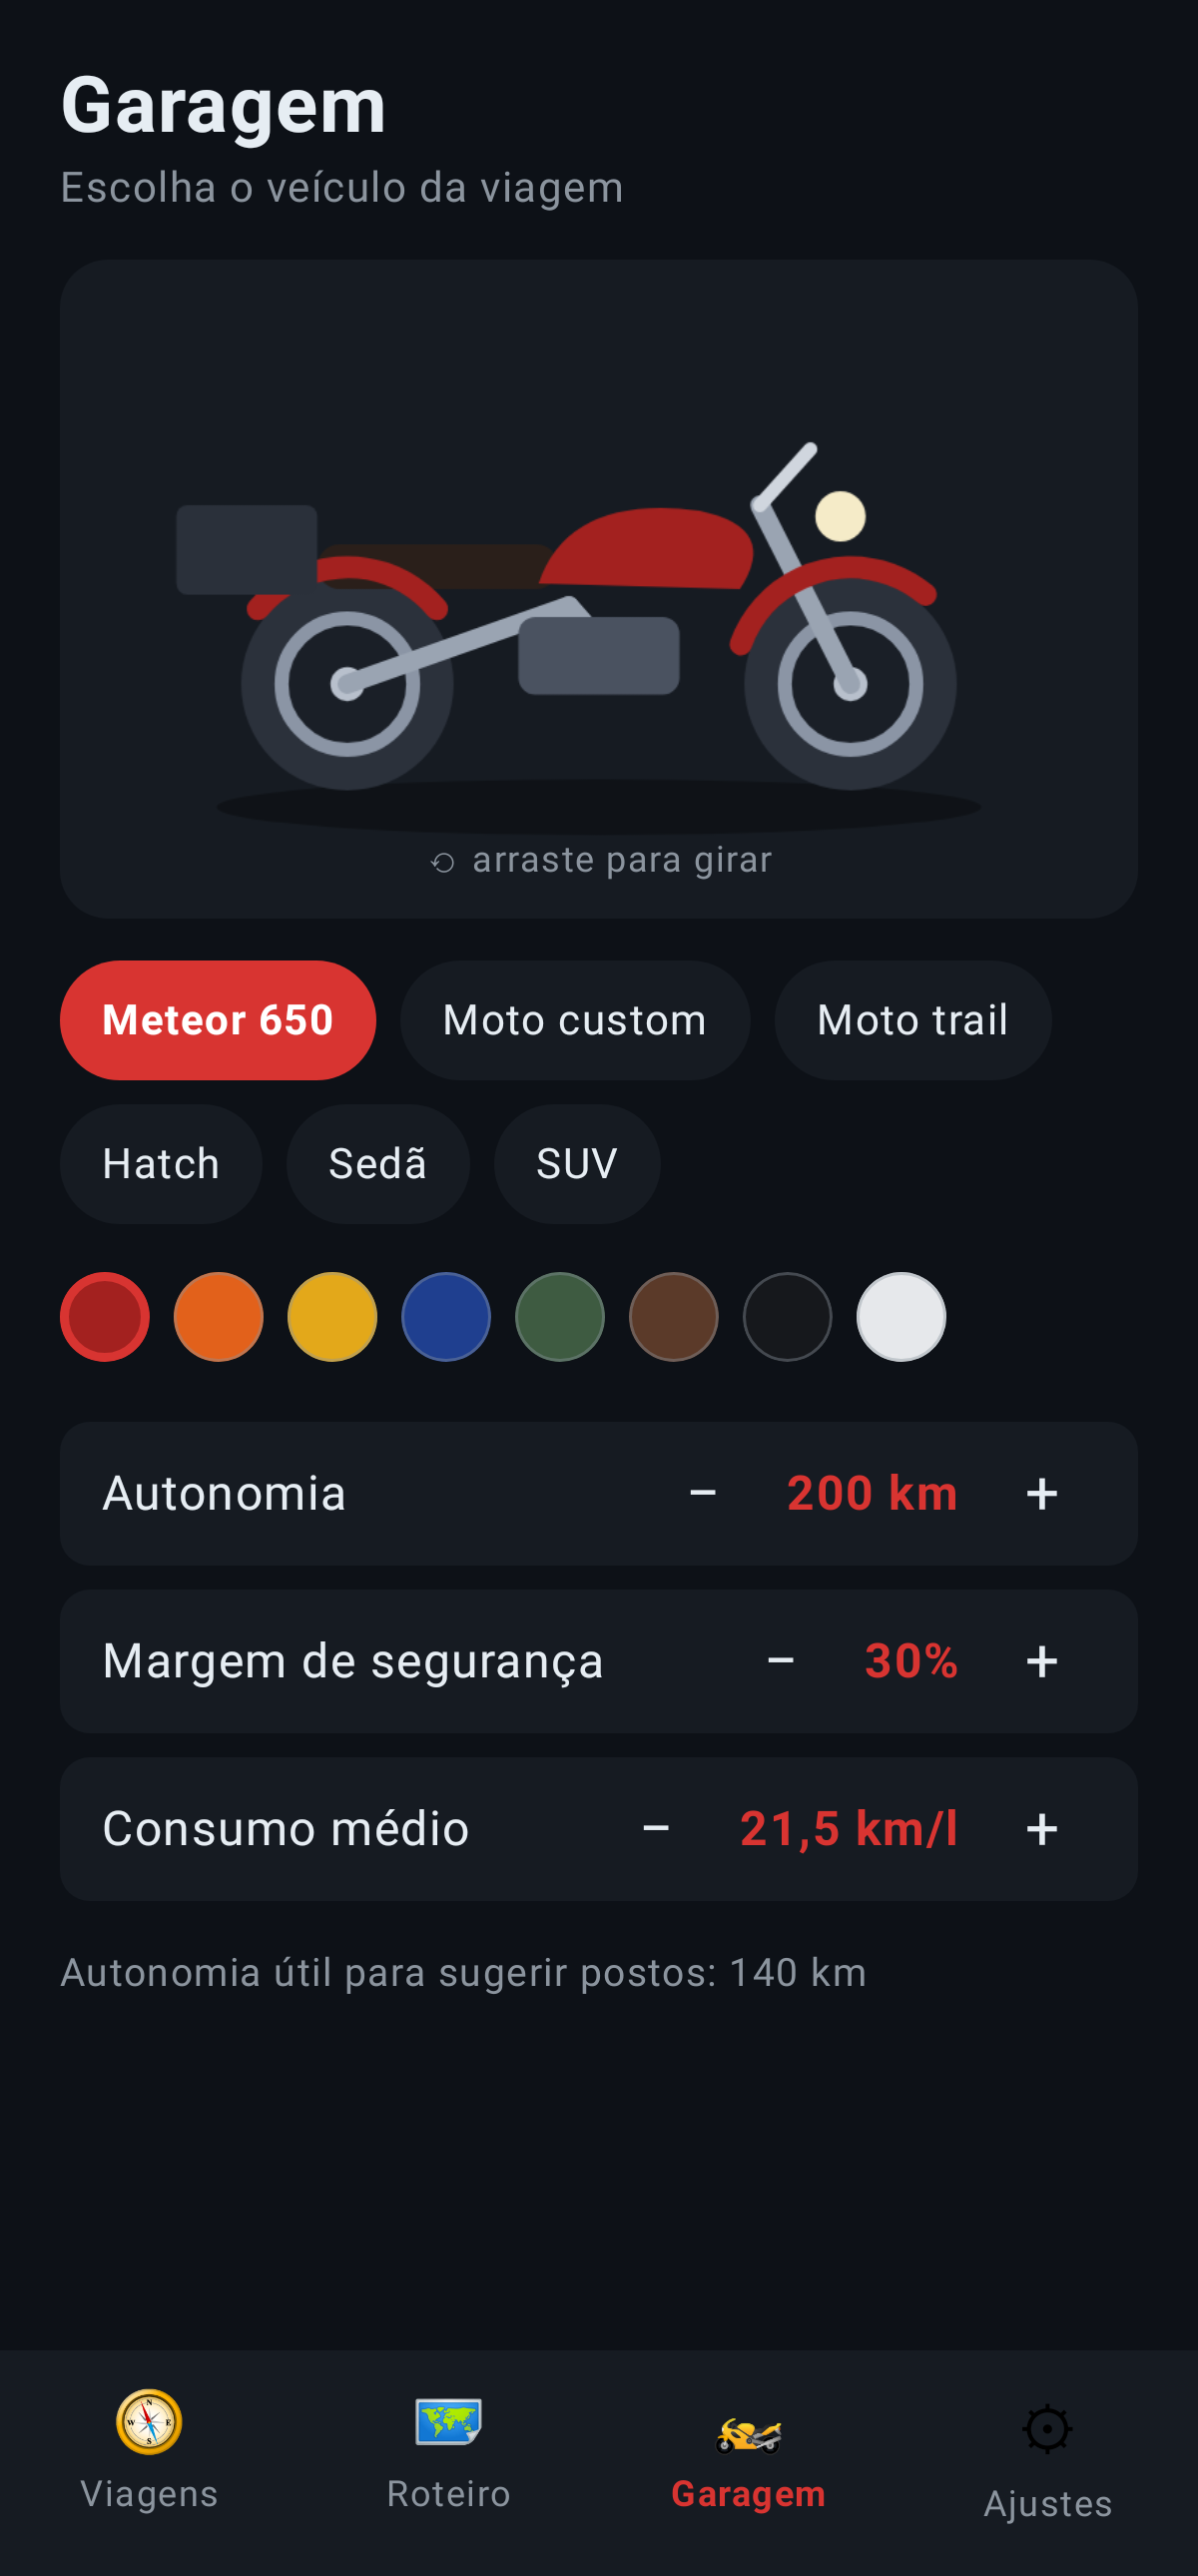 Garagem
Escolha o veículo da viagem
⟲ arraste para girar
Meteor 650 Moto custom Moto trail
Hatch Sedã SUV
Autonomia − 200 km +
Margem de segurança − 30% +
Consumo médio − 21,5 km/l +
Autonomia útil para sugerir postos: 140 km
Viagens Roteiro Garagem Ajustes